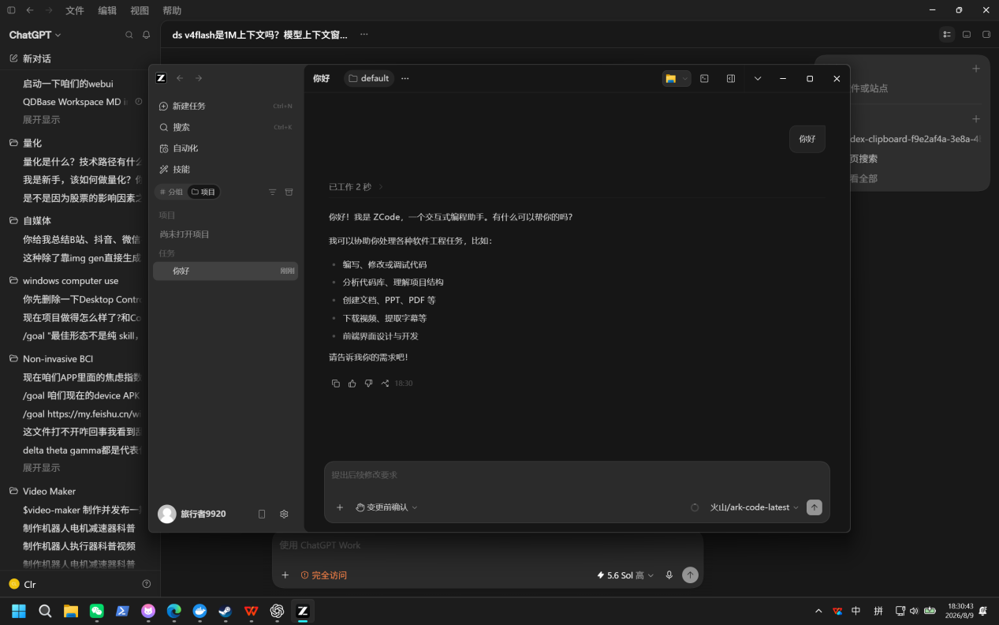 文件 编辑 视图 帮助
ChatGPT
ds v4flash是1M上下文吗？模型上下文窗...
新对话
启动一下咱们的webui
QDBase Workspace MD
展开显示
量化
量化是什么？技术路径有什么
我是新手，该如何做量化？
是不是因为股票的影响因素
自媒体
你给我总结B站、抖音、微信
这种除了靠img gen直接生成
windows computer use
你先删除一下Desktop Contr
现在项目做得怎么样了?和Co
/goal "最佳形态不是纯 skill，
Non-invasive BCI
现在咱们APP里面的焦虑指数
/goal 咱们现在的device APK
/goal https://my.feishu.cn/wi
这文件打不开咋回事我看到
delta theta gamma都是代表
展开显示
Video Maker
$video-maker 制作并发布一
制作机器人电机减速器科普
制作机器人执行器科普视频
制作机器人电机减速器科普
Clr
Z
新建任务 Ctrl+N
搜索 Ctrl+K
自动化
技能
# 分组 项目
项目
尚未打开项目
任务
你好 刚刚
旅行者9920
你好 default
你好
已工作 2 秒
你好！我是 ZCode，一个交互式编程助手。有什么可以帮你的吗？
我可以协助你处理各种软件工程任务，比如：
• 编写、修改或调试代码
• 分析代码库、理解项目结构
• 创建文档、PPT、PDF 等
• 下载视频、提取字幕等
• 前端界面设计与开发
请告诉我你的需求吧！
18:30
提出后续修改要求
变更前确认 火山/ark-code-latest
件或站点
dex-clipboard-f9e2af4a-3e8a-4
页搜索
看全部
使用 ChatGPT Work
完全访问 5.6 Sol 高
中 拼
18:30:43
2026/8/9